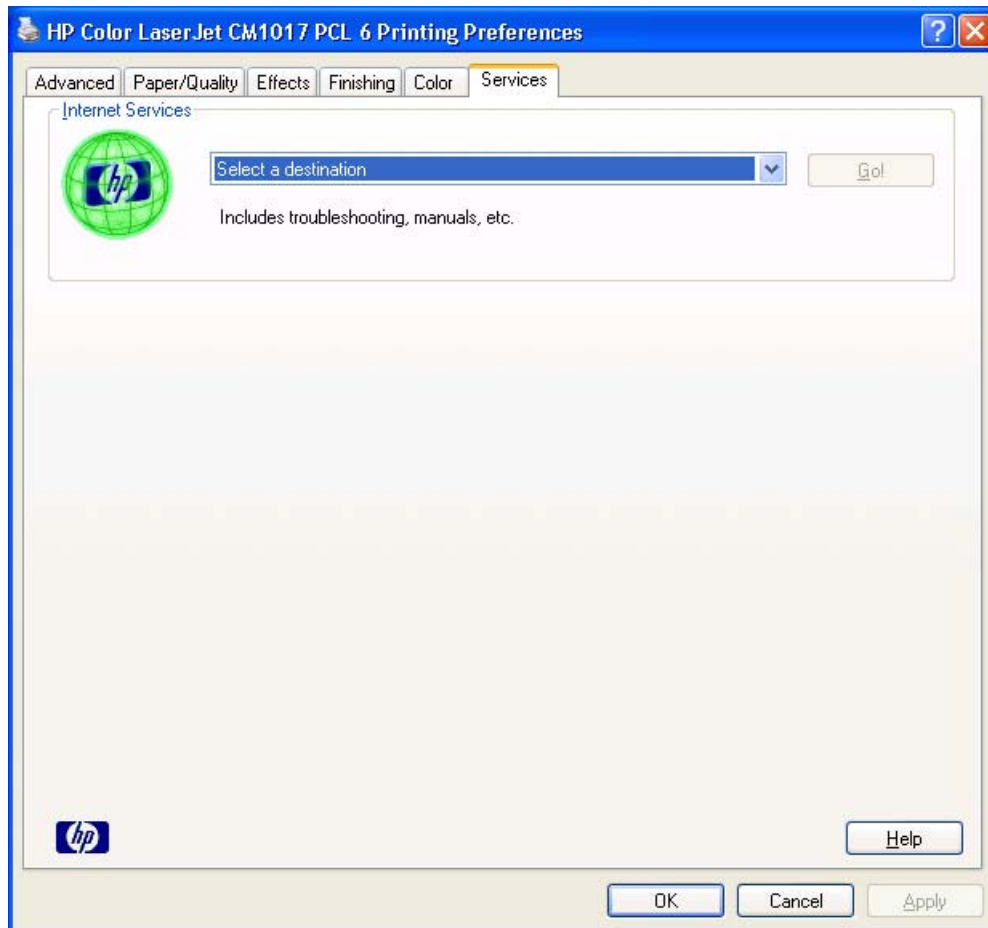 HP Color LaserJet CM1017 PCL 6 Printing Preferences
Advanced Paper/Quality Effects Finishing Color Services
Internet Services
hp
Select a destination
Go!
Includes troubleshooting, manuals, etc.
hp
Help
OK Cancel Apply